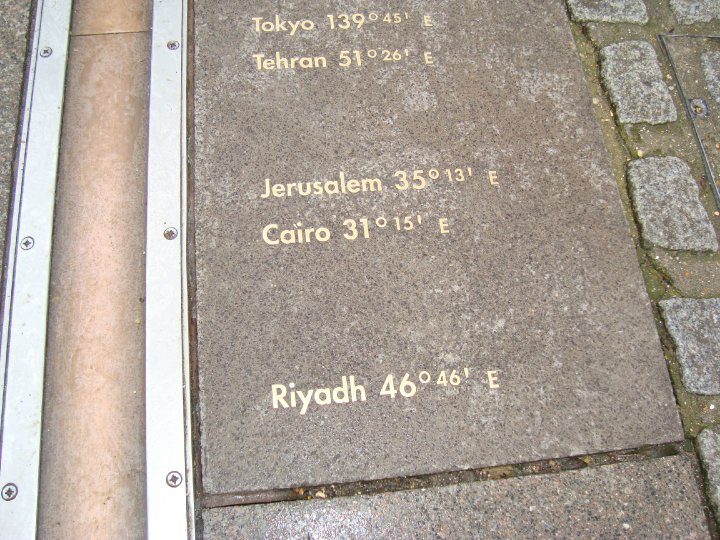 Tokyo 139° 45' E
Tehran 51° 26' E
Jerusalem 35° 13' E
Cairo 31° 15' E
Riyadh 46° 46' E